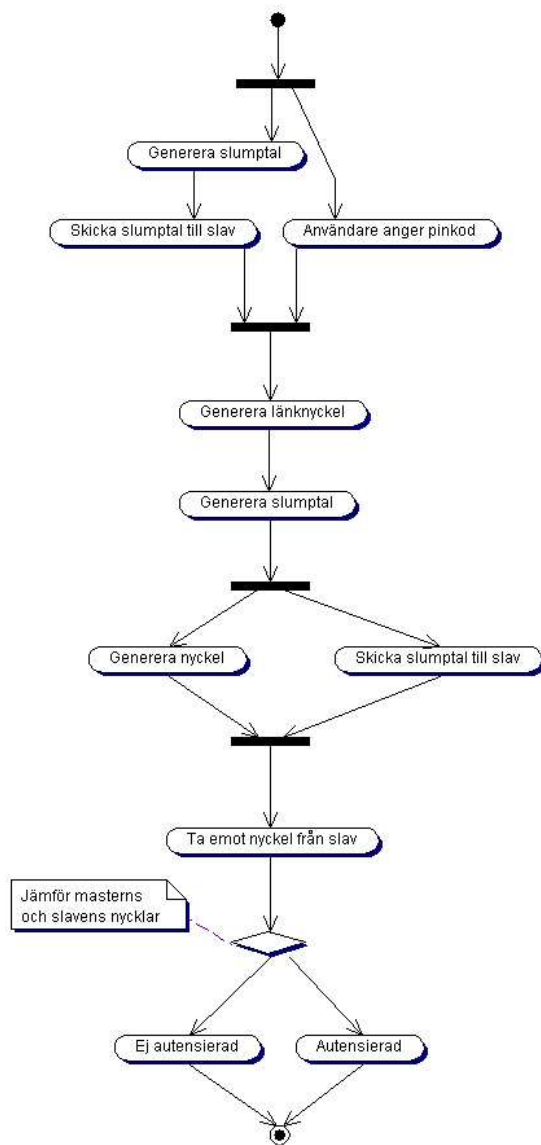 Generera slumptal
Skicka slumptal till slav
Användare anger pinkod
Generera länknyckel
Generera slumptal
Generera nyckel
Skicka slumptal till slav
Ta emot nyckel från slav
Jämför masterns
och slavens nycklar
Ej autensierad
Autensierad